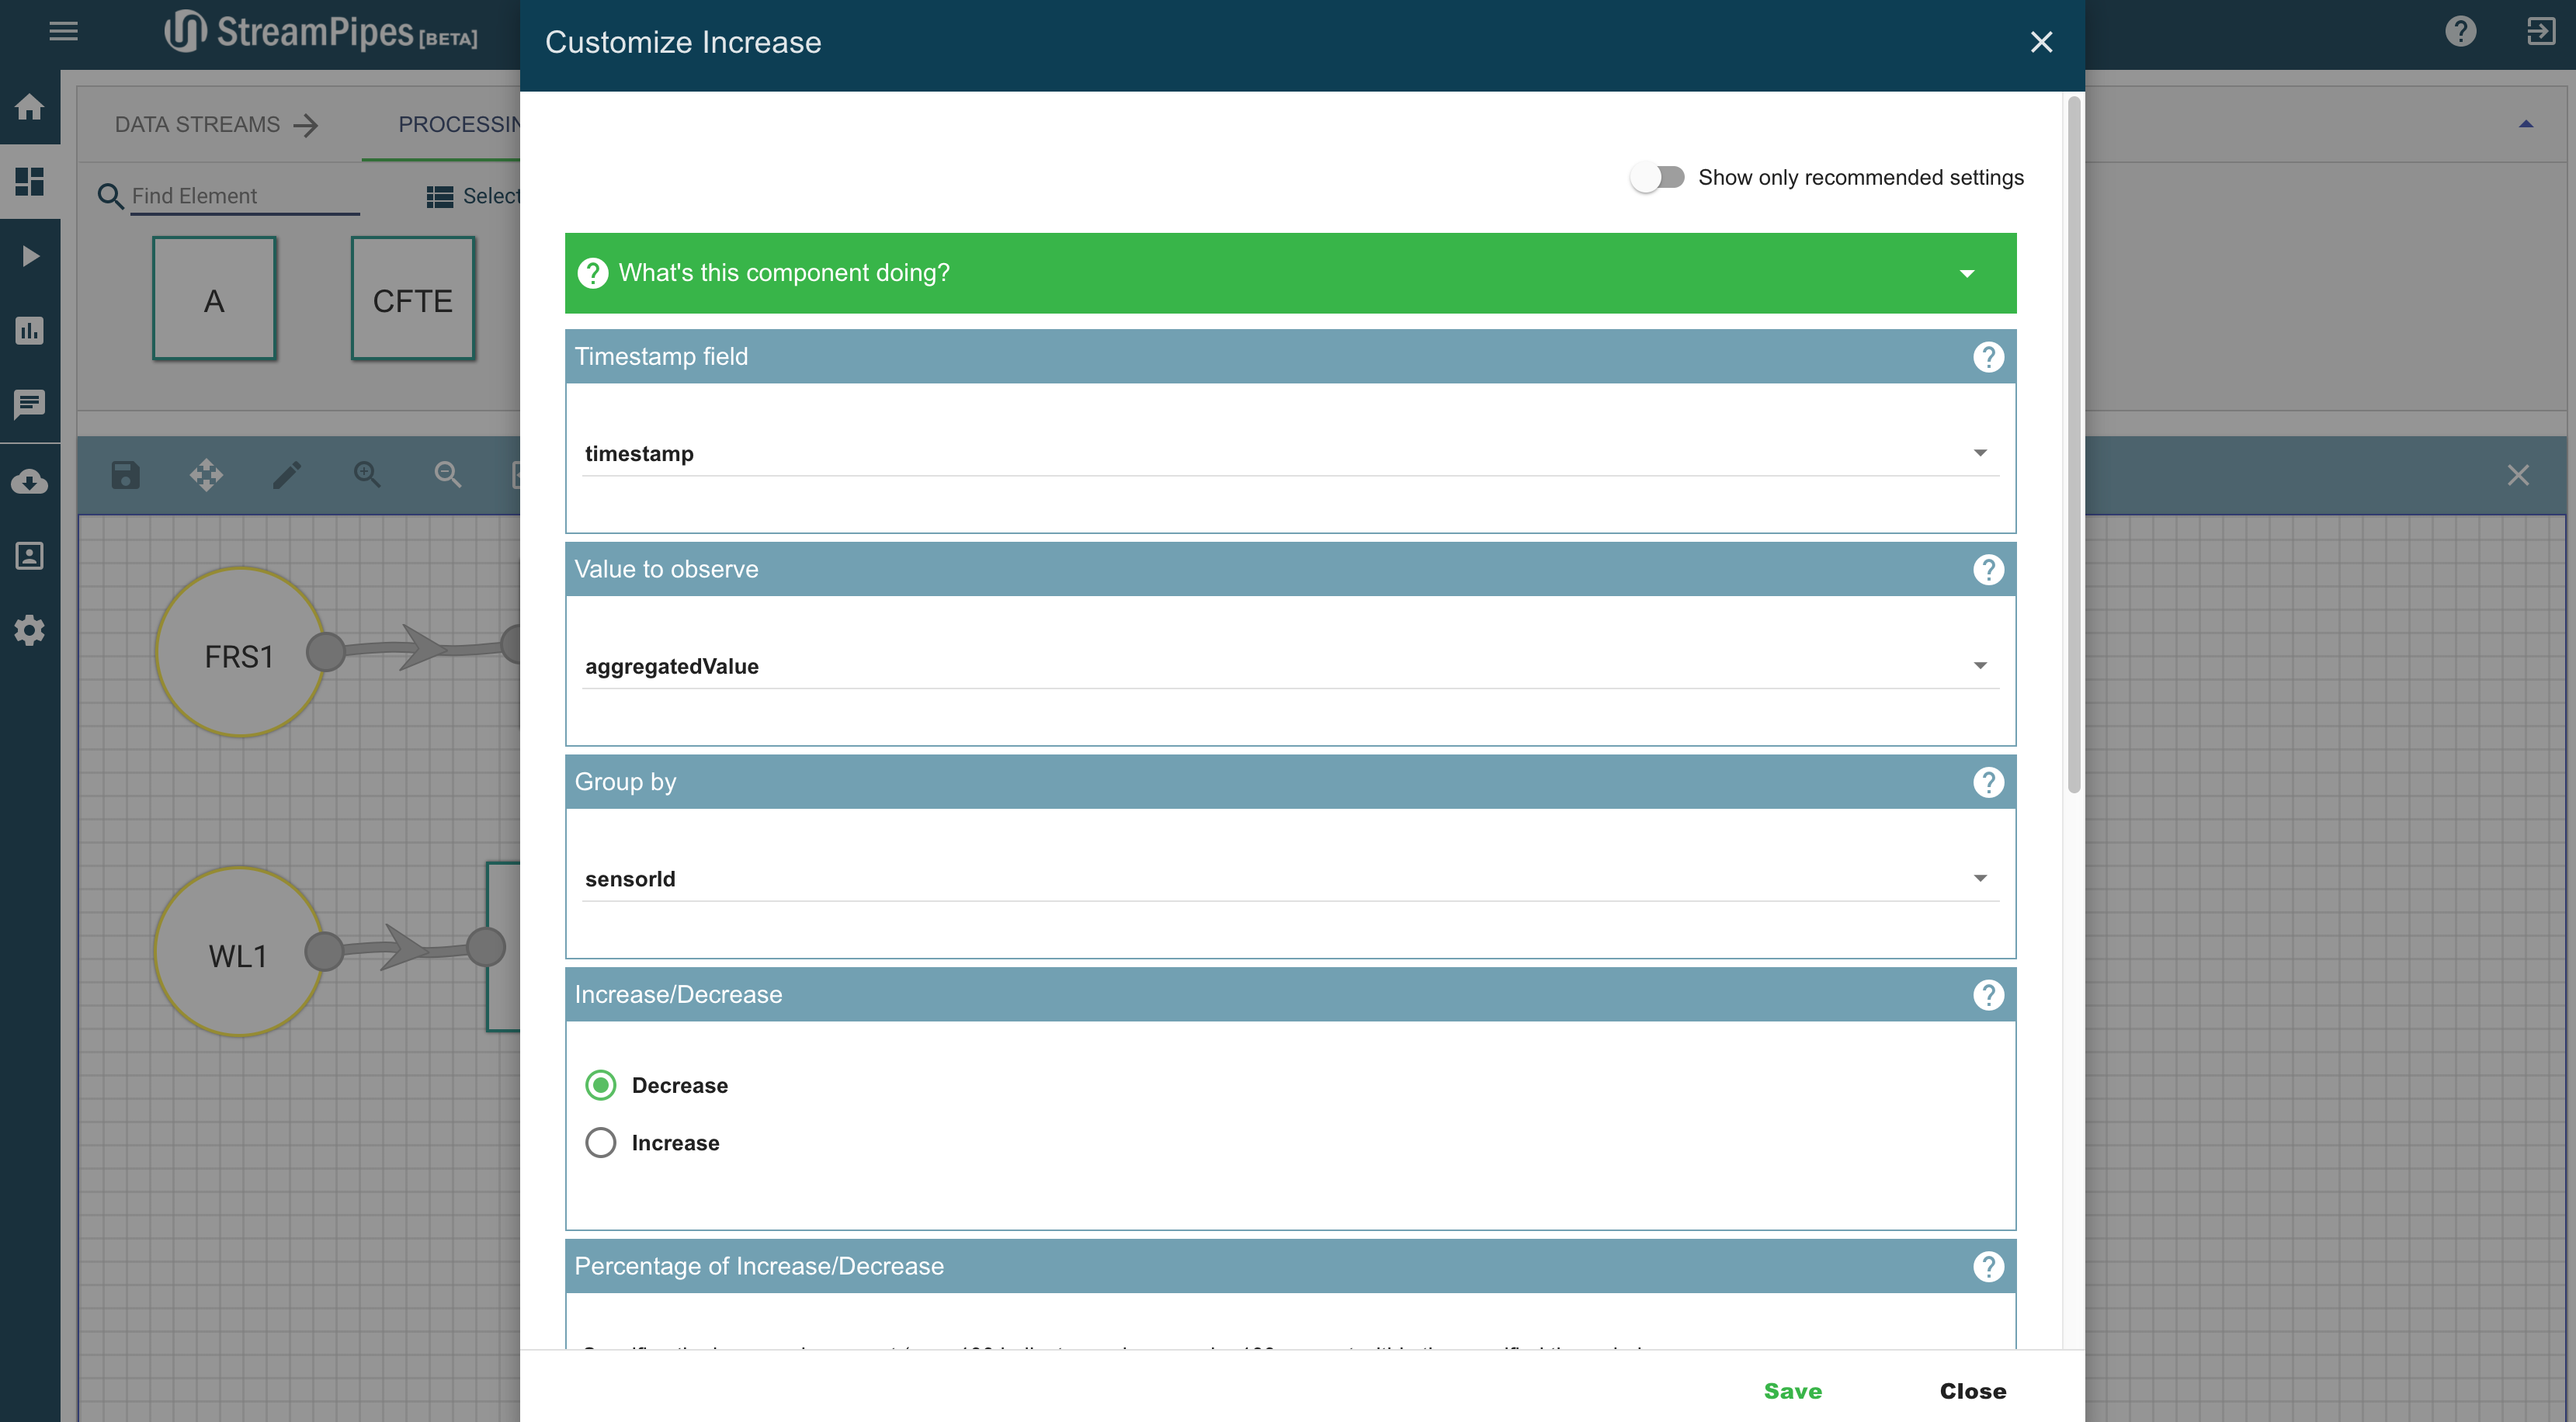 StreamPipes [BETA]
Customize Increase
DATA STREAMS
PROCESSIN
Find Element
Select
A
CFTE
FRS1
WL1
Show only recommended settings
What's this component doing?
Timestamp field
timestamp
Value to observe
aggregatedValue
Group by
sensorId
Increase/Decrease
Decrease
Increase
Percentage of Increase/Decrease
Save
Close